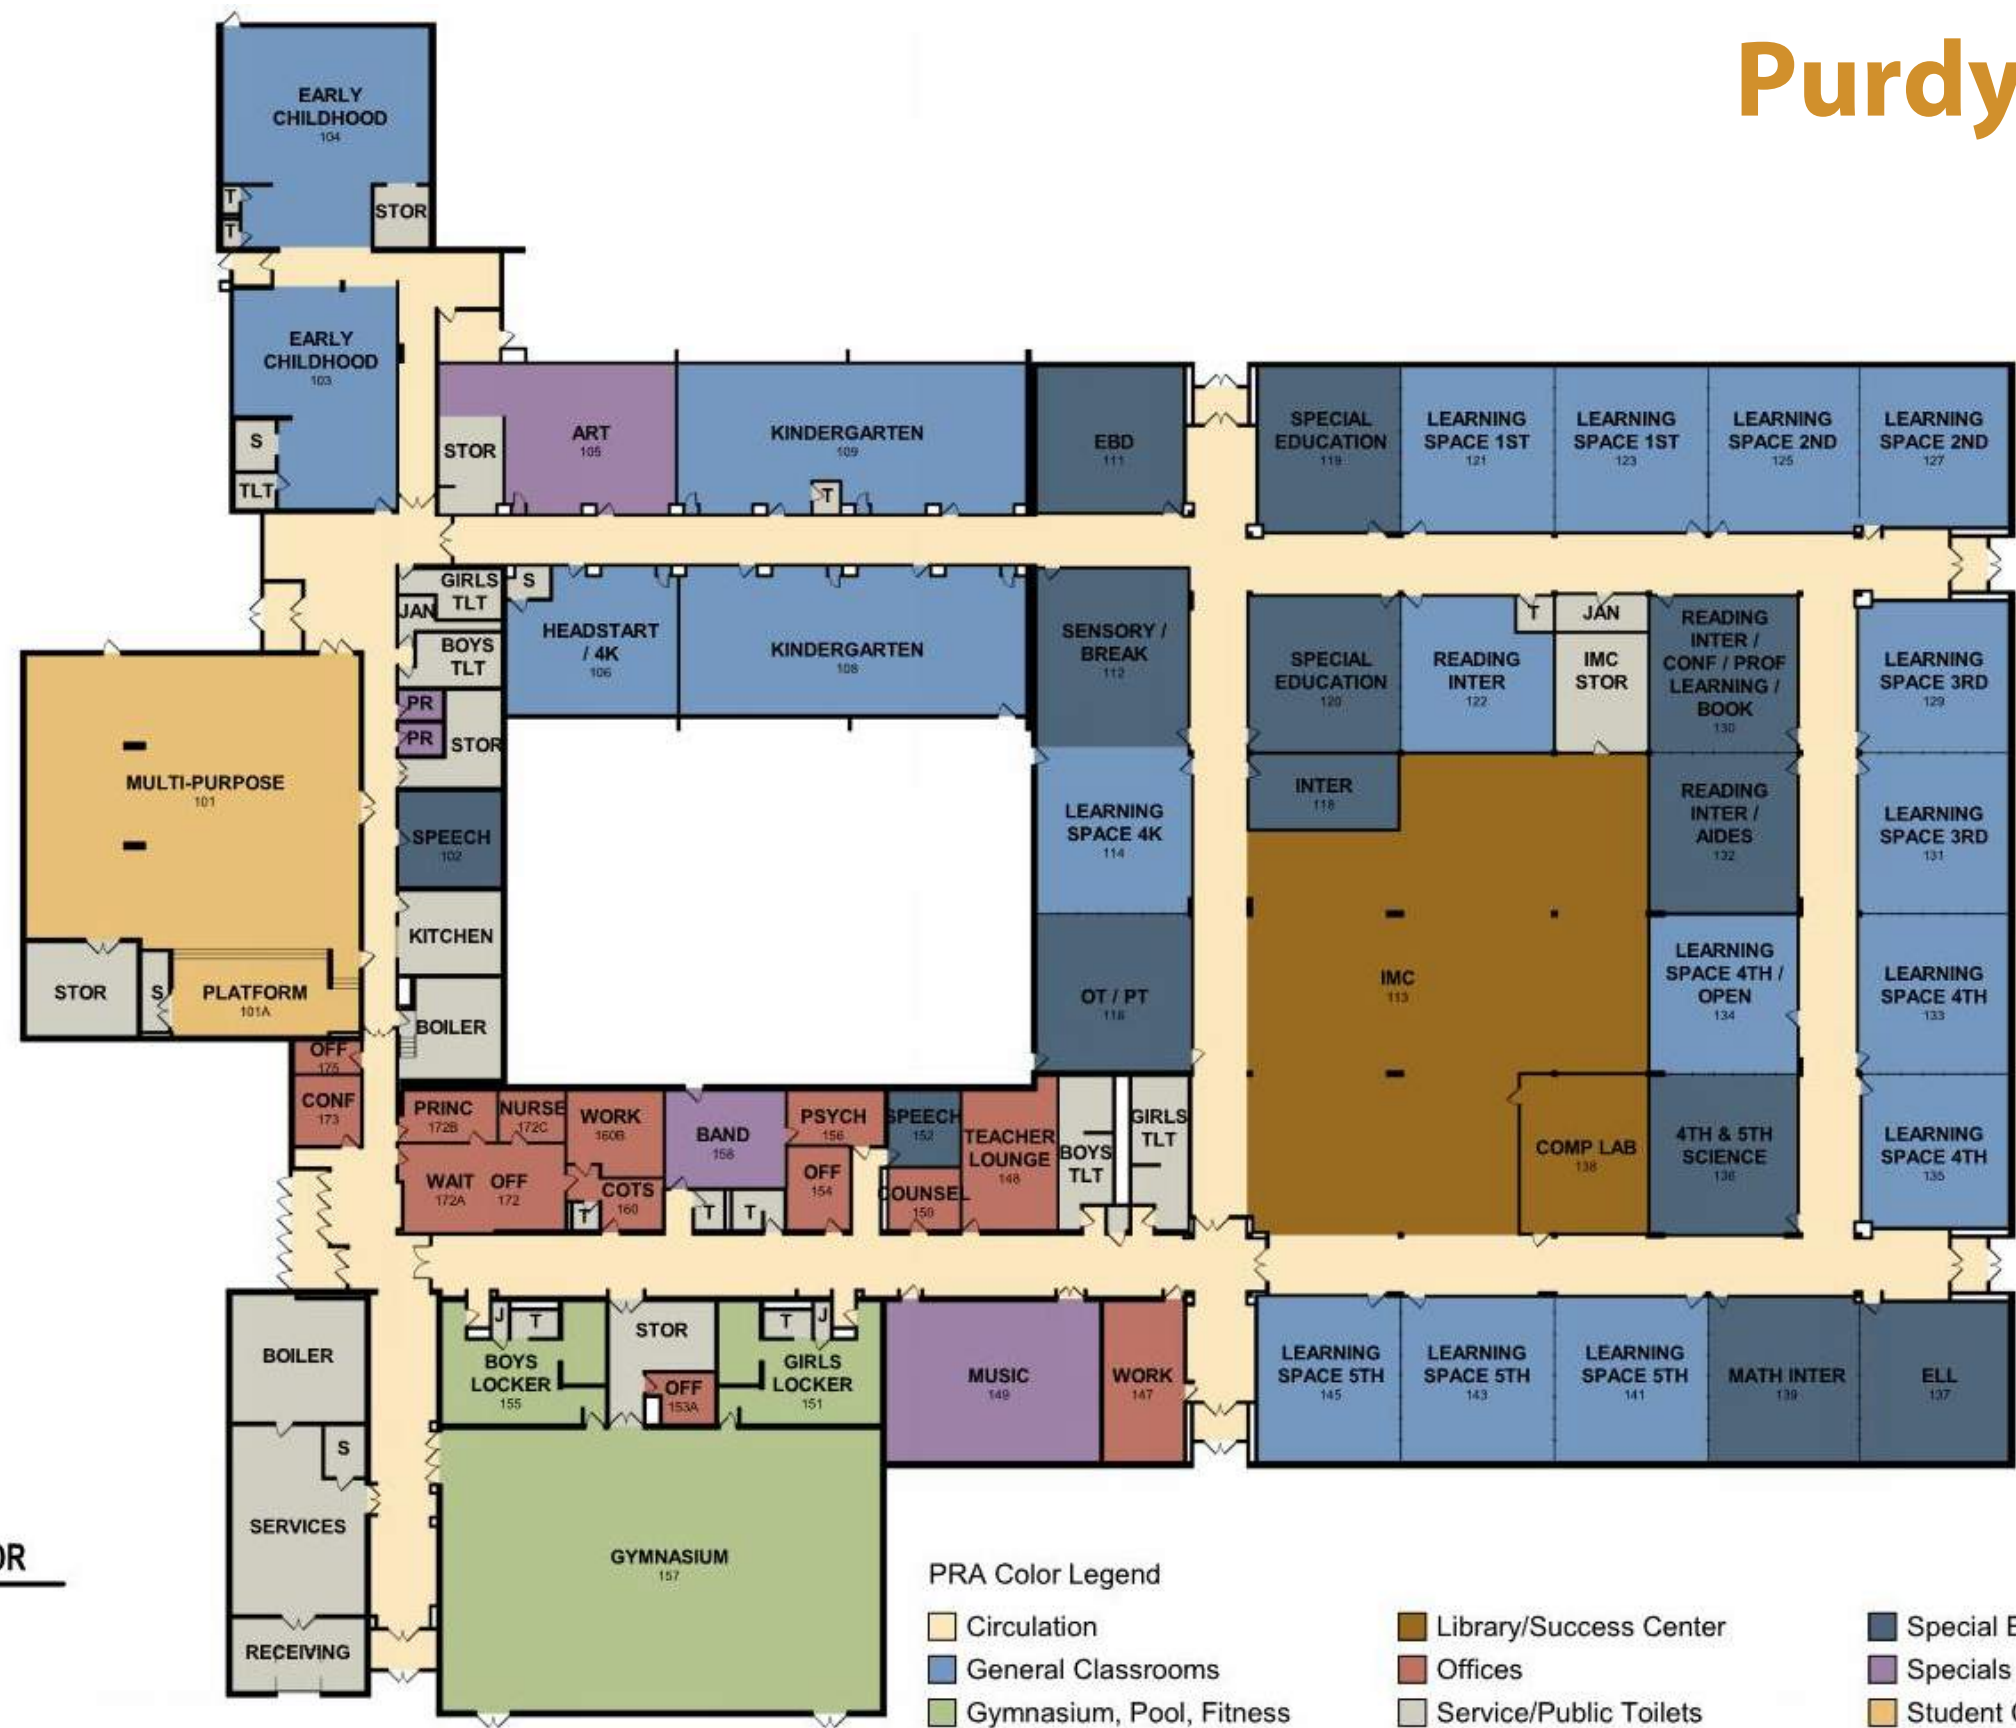 Purdy
EARLY
CHILDHOOD
104
T
T
STOR
EARLY
CHILDHOOD
103
S
TLT
STOR
ART
105
KINDERGARTEN
109
T
EBD
111
SPECIAL
EDUCATION
119
LEARNING
SPACE 1ST
121
LEARNING
SPACE 1ST
123
LEARNING
SPACE 2ND
125
LEARNING
SPACE 2ND
127
GIRLS
TLT
JAN
BOYS
TLT
S
HEADSTART
/ 4K
106
KINDERGARTEN
108
SENSORY /
BREAK
112
SPECIAL
EDUCATION
120
READING
INTER
122
T
JAN
IMC
STOR
READING
INTER /
CONF / PROF
LEARNING /
BOOK
130
LEARNING
SPACE 3RD
129
PR
PR
STOR
MULTI-PURPOSE
101
SPEECH
102
LEARNING
SPACE 4K
114
INTER
118
READING
INTER /
AIDES
132
LEARNING
SPACE 3RD
131
KITCHEN
STOR
S
PLATFORM
101A
BOILER
OT / PT
116
IMC
113
LEARNING
SPACE 4TH /
OPEN
134
LEARNING
SPACE 4TH
133
OFF
175
CONF
173
PRINC
172B
NURSE
172C
WORK
160B
BAND
158
PSYCH
156
SPEECH
152
TEACHER
LOUNGE
148
BOYS
TLT
GIRLS
TLT
COMP LAB
138
4TH & 5TH
SCIENCE
136
LEARNING
SPACE 4TH
135
WAIT
172A
OFF
172
COTS
160
T
T
T
OFF
154
COUNSEL
150
BOILER
J
T
BOYS
LOCKER
155
STOR
OFF
153A
T
J
GIRLS
LOCKER
151
MUSIC
149
WORK
147
LEARNING
SPACE 5TH
145
LEARNING
SPACE 5TH
143
LEARNING
SPACE 5TH
141
MATH INTER
139
ELL
137
S
SERVICES
RECEIVING
GYMNASIUM
157
OR
PRA Color Legend
Circulation
General Classrooms
Gymnasium, Pool, Fitness
Library/Success Center
Offices
Service/Public Toilets
Special
Specials
Student